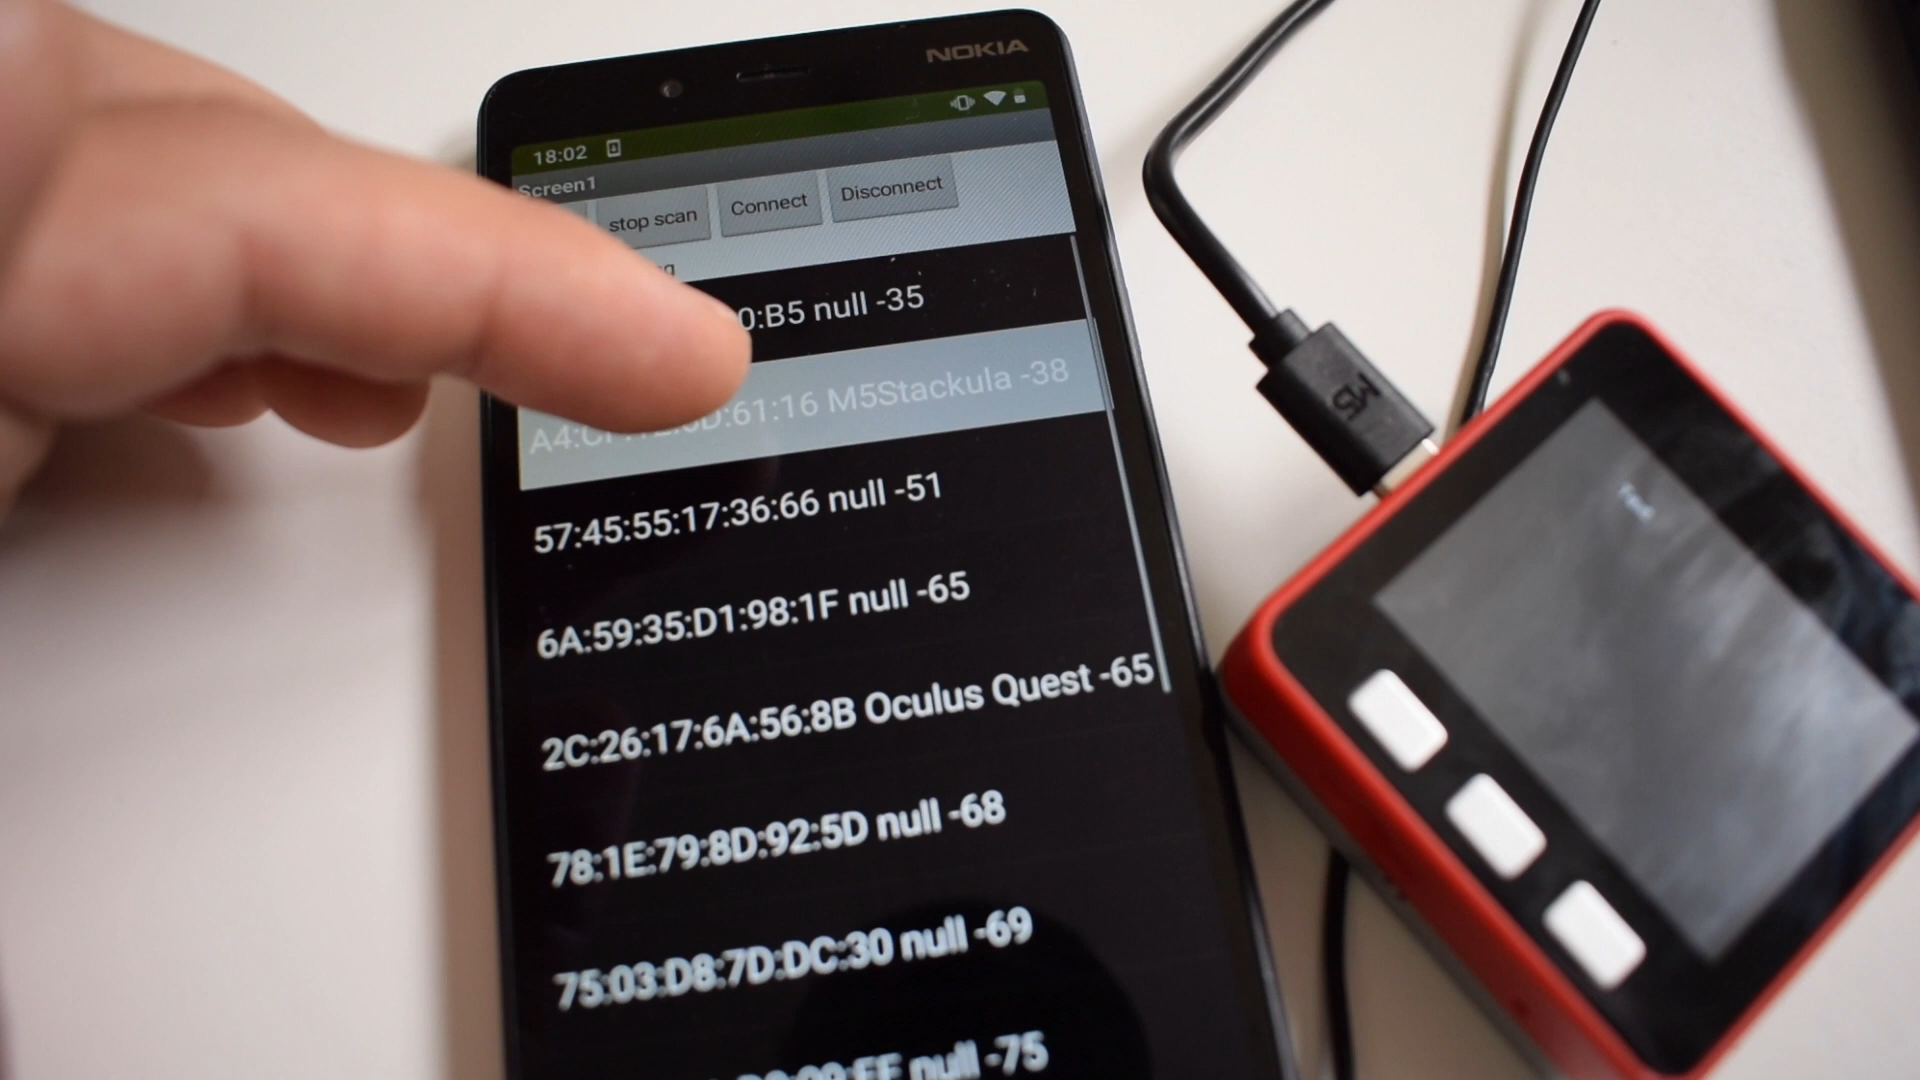 NOKIA
18:02
Screen1
stop scan Connect Disconnect
0:B5 null -35
D:61:16 M5Stackula -38
57:45:55:17:36:66 null -51
6A:59:35:D1:98:1F null -65
2C:26:17:6A:56:8B Oculus Quest -65
78:1E:79:8D:92:5D null -68
75:03:D8:7D:DC:30 null -69
null -75
M5